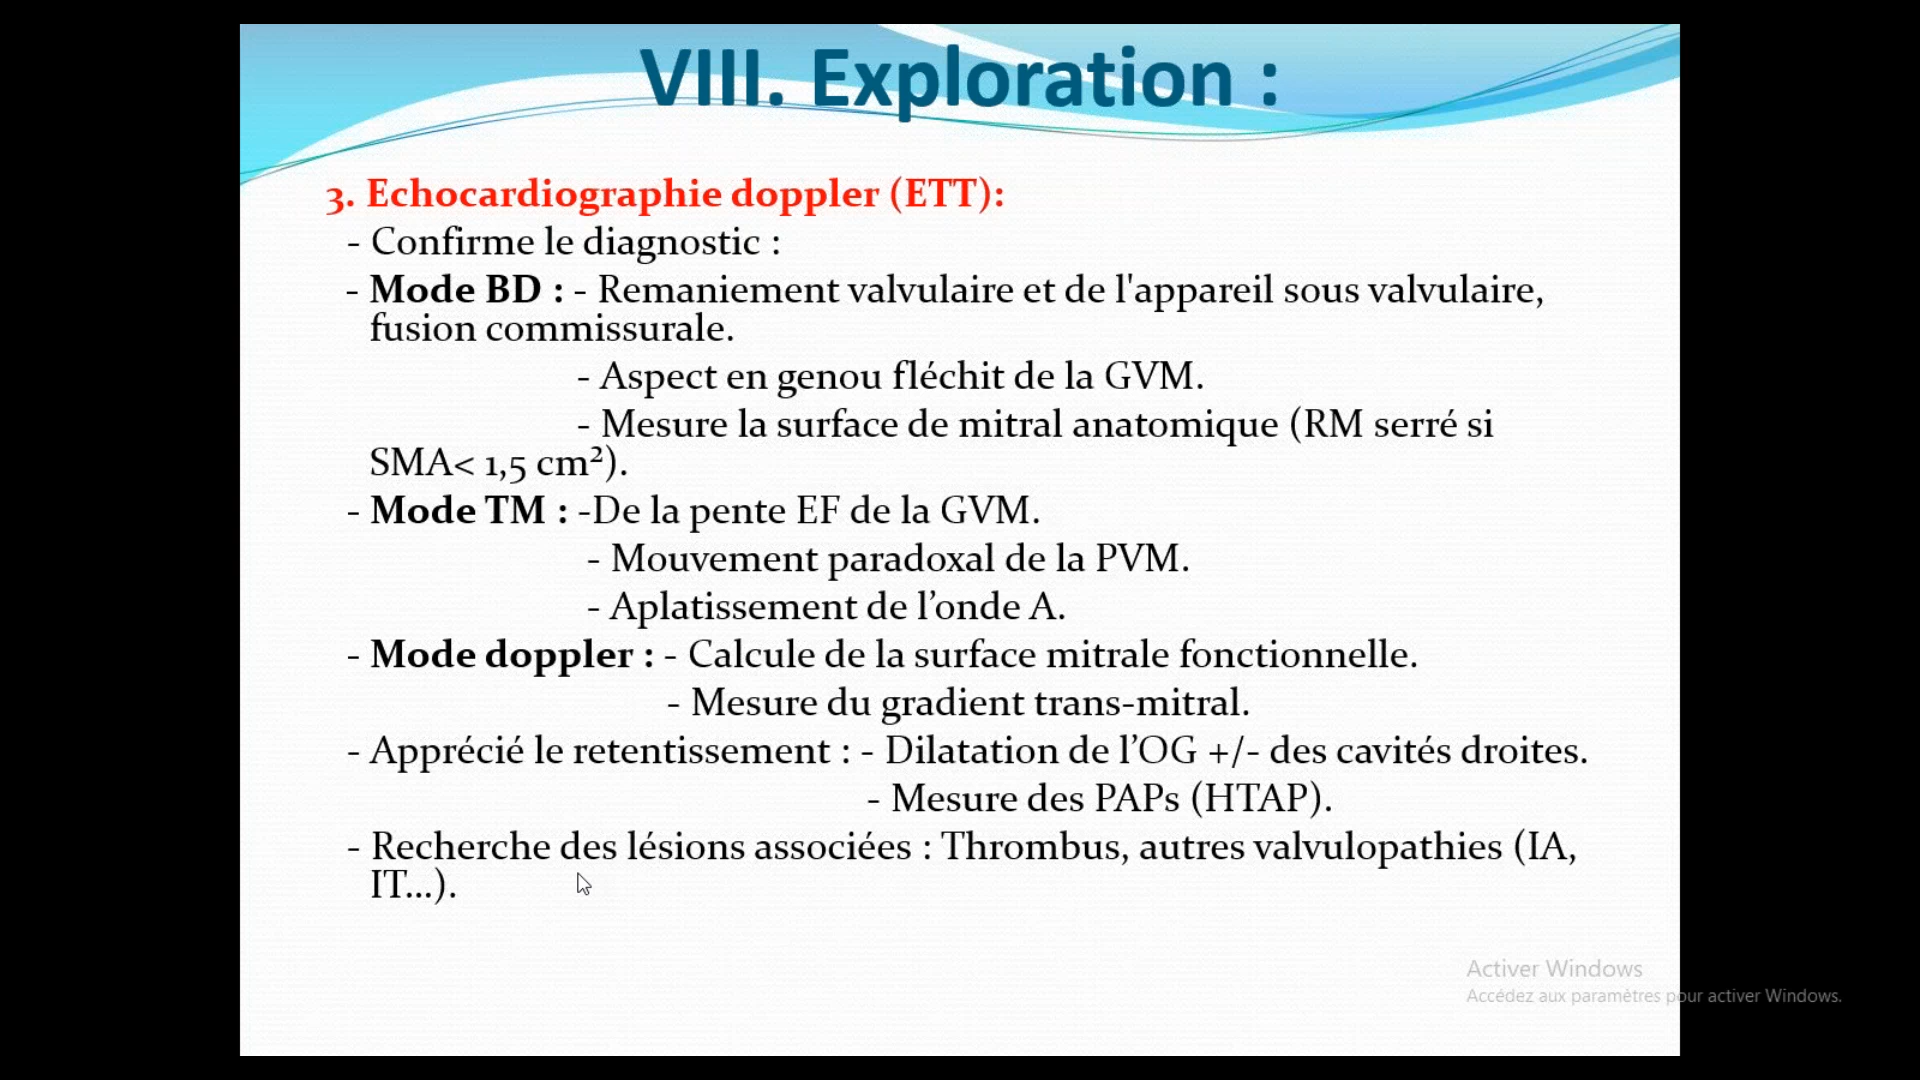 VIII. Exploration :
3. Echocardiographie doppler (ETT):
- Confirme le diagnostic :
- Mode BD : - Remaniement valvulaire et de l'appareil sous valvulaire,
fusion commissurale.
- Aspect en genou fléchit de la GVM.
- Mesure la surface de mitral anatomique (RM serré si
SMA< 1,5 cm²).
- Mode TM : -De la pente EF de la GVM.
- Mouvement paradoxal de la PVM.
- Aplatissement de l’onde A.
- Mode doppler : - Calcule de la surface mitrale fonctionnelle.
- Mesure du gradient trans-mitral.
- Apprécié le retentissement : - Dilatation de l’OG +/- des cavités droites.
- Mesure des PAPs (HTAP).
- Recherche des lésions associées : Thrombus, autres valvulopathies (IA,
IT...).
Activer Windows
Accédez aux paramètres pour activer Windows.